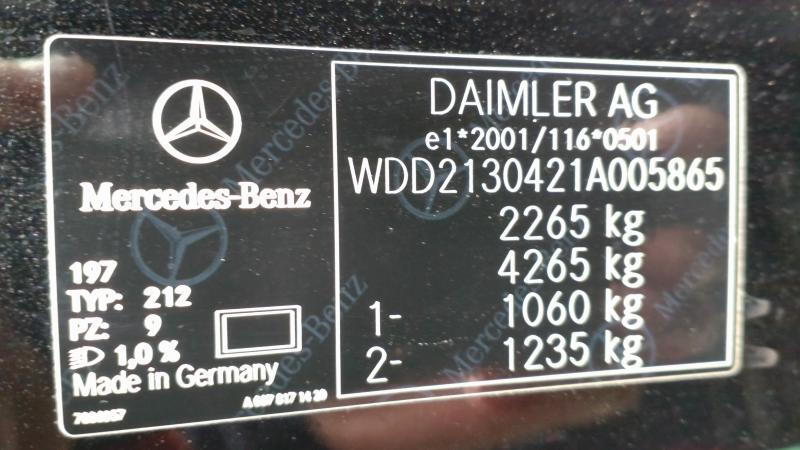 Mercedes-Benz
197
TYP: 212
PZ: 9
1,0 %
Made in Germany
DAIMLER AG
e1*2001/116*0501
WDD2130421A005865
2265 kg
4265 kg
1- 1060 kg
2- 1235 kg